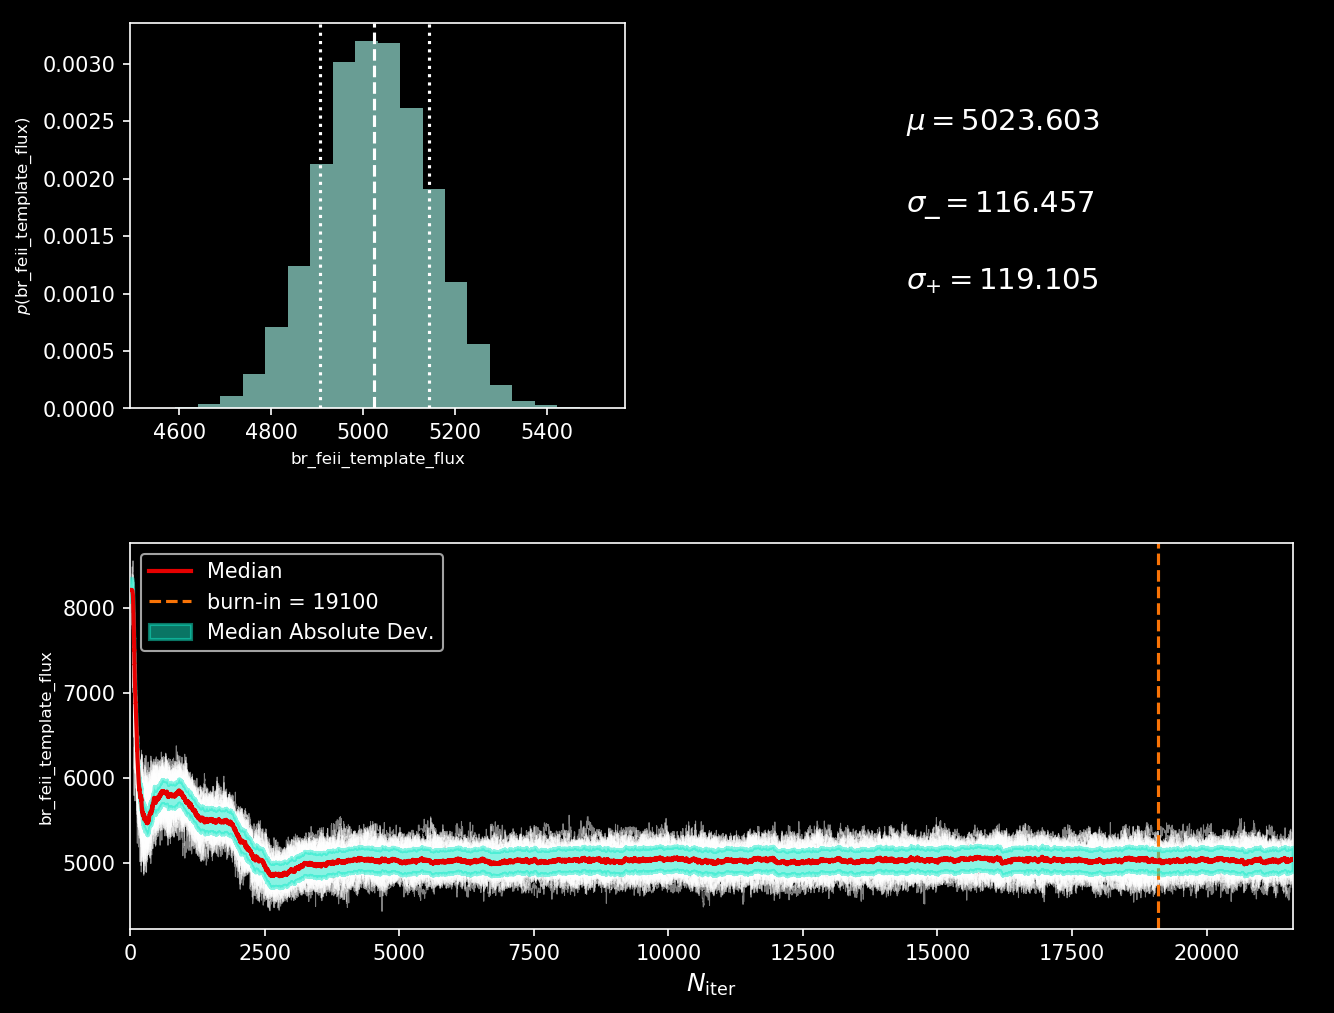 0.0030
0.0025
0.0020
0.0015
0.0010
0.0005
0.0000
p(br_feii_template_flux)
4600 4800 5000 5200 5400
br_feii_template_flux
μ = 5023.603
σ₋ = 116.457
σ₊ = 119.105
Median
burn-in = 19100
Median Absolute Dev.
8000
7000
6000
5000
br_feii_template_flux
0 2500 5000 7500 10000 12500 15000 17500 20000
N_iter